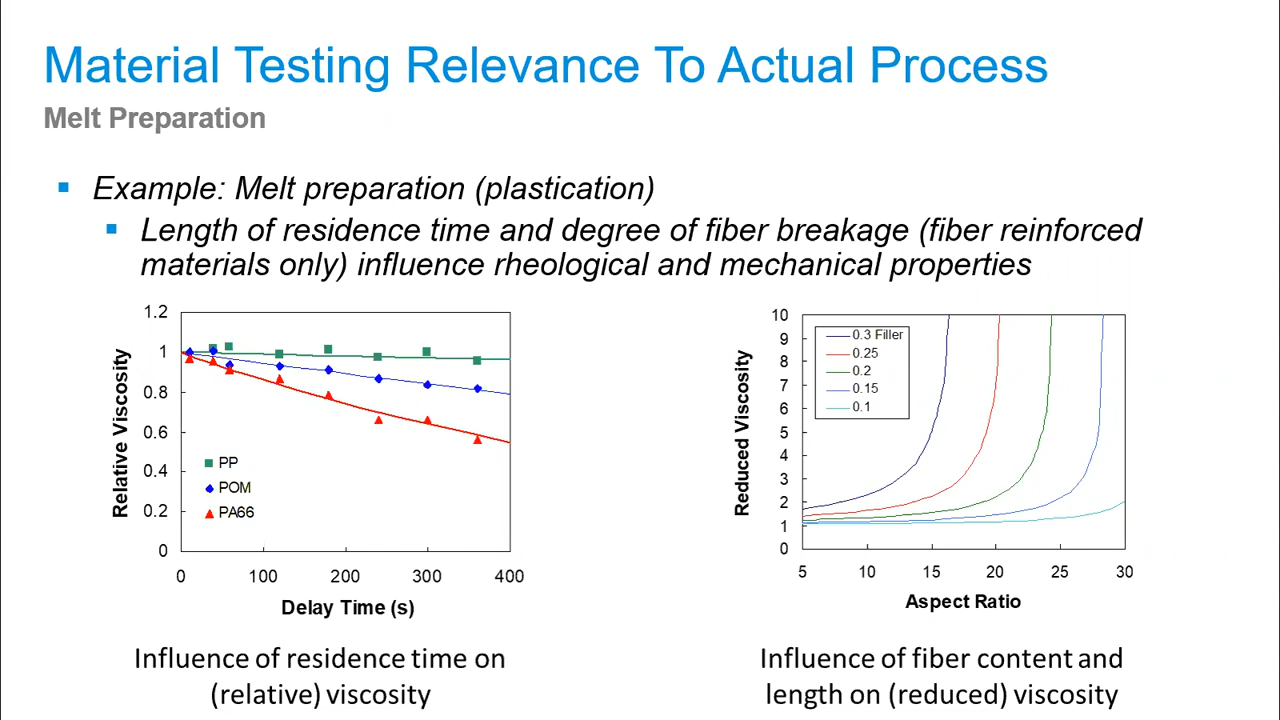 Material Testing Relevance To Actual Process
Melt Preparation
Example: Melt preparation (plastication)
Length of residence time and degree of fiber breakage (fiber reinforced
materials only) influence rheological and mechanical properties
1.2
1
0.8
0.6
0.4
0.2
0
Relative Viscosity
PP
POM
PA66
0
100
200
300
400
Delay Time (s)
Influence of residence time on
(relative) viscosity
10
9
8
7
6
5
4
3
2
1
0
Reduced Viscosity
0.3 Filler
0.25
0.2
0.15
0.1
5
10
15
20
25
30
Aspect Ratio
Influence of fiber content and
length on (reduced) viscosity